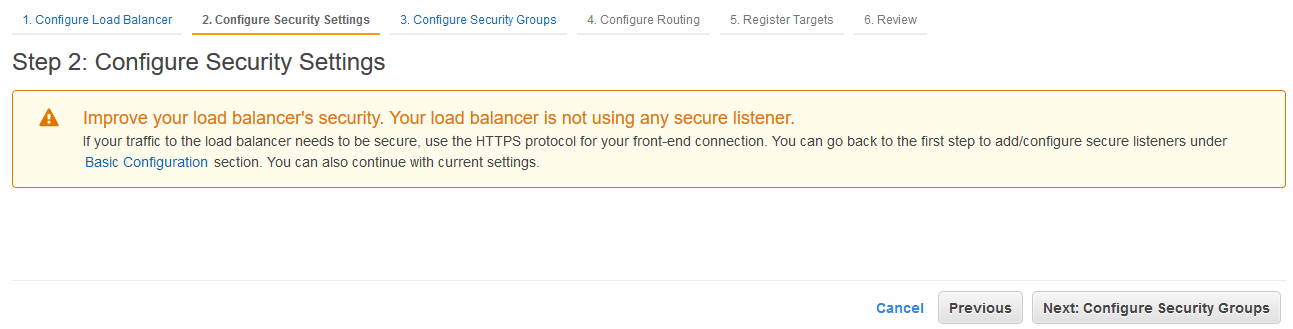 1. Configure Load Balancer 2. Configure Security Settings 3. Configure Security Groups 4. Configure Routing 5. Register Targets 6. Review
Step 2: Configure Security Settings
Improve your load balancer's security. Your load balancer is not using any secure listener.
If your traffic to the load balancer needs to be secure, use the HTTPS protocol for your front-end connection. You can go back to the first step to add/configure secure listeners under
Basic Configuration section. You can also continue with current settings.
Cancel Previous Next: Configure Security Groups